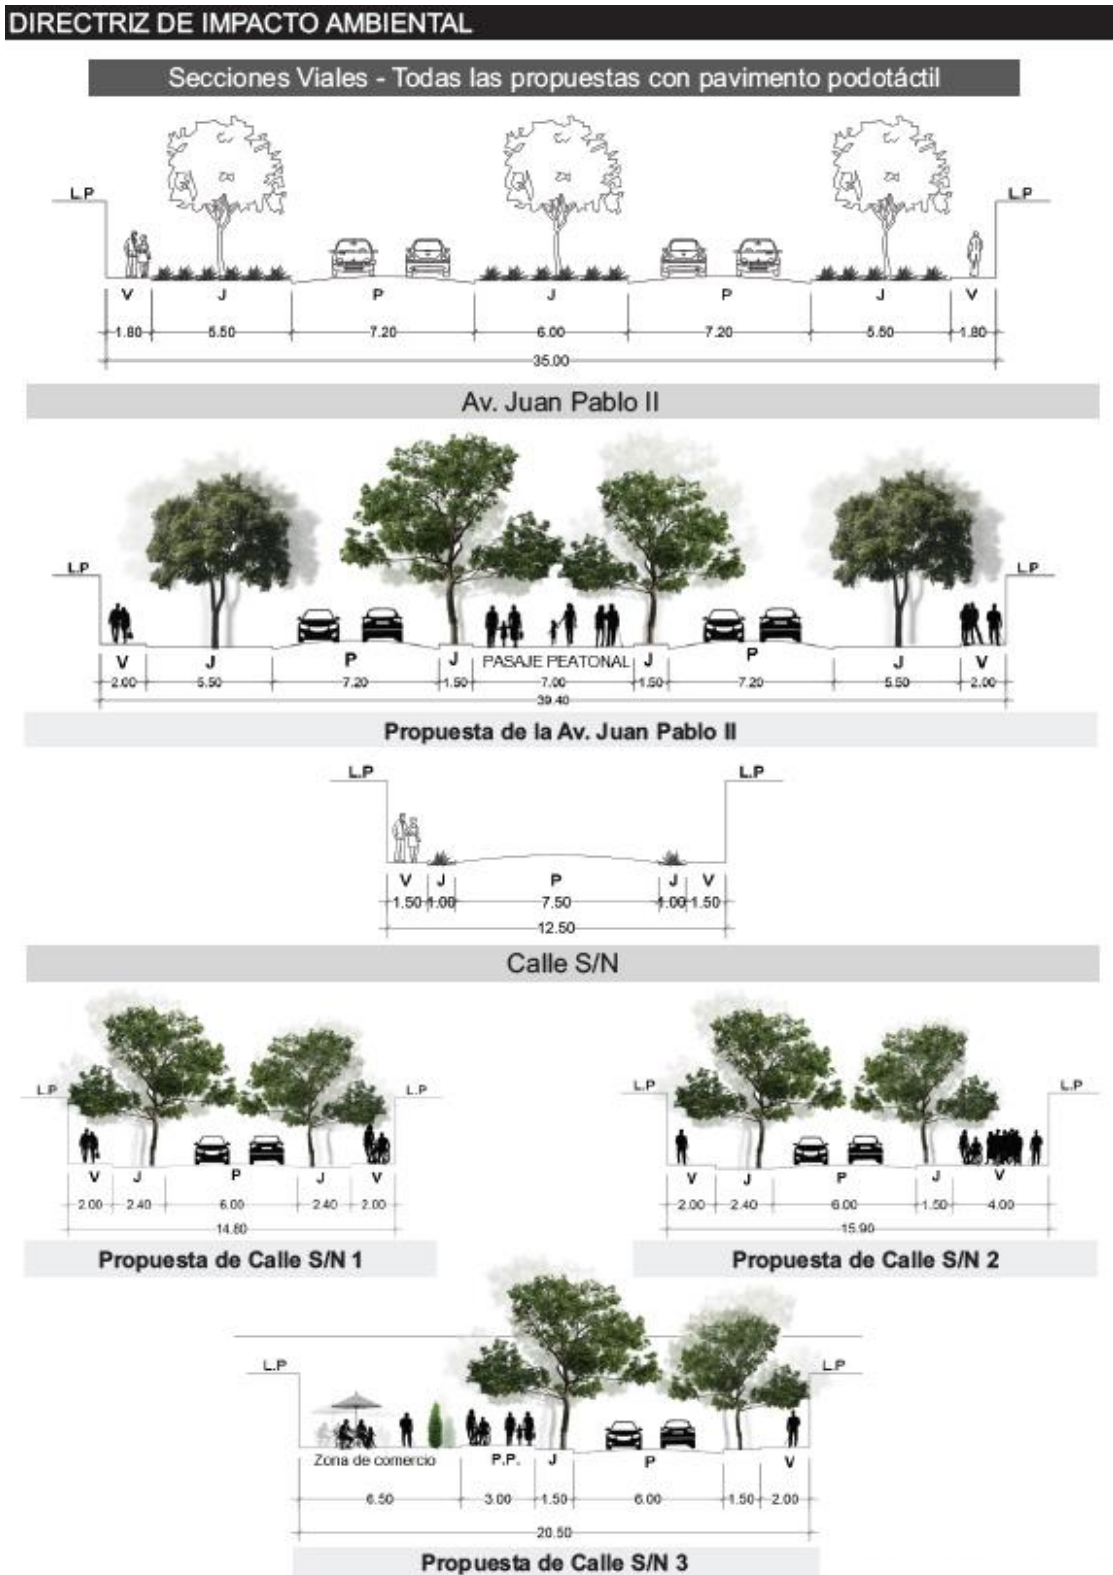 DIRECTRIZ DE IMPACTO AMBIENTAL
Secciones Viales - Todas las propuestas con pavimento podotáctil
L.P L.P
V J P J P J V
1.80 5.50 7.20 6.00 7.20 5.50 1.80
35.00
Av. Juan Pablo II
L.P L.P
V J P J PASAJE PEATONAL J P J V
2.00 5.50 7.20 1.50 7.00 1.50 7.20 5.50 2.00
39.40
Propuesta de la Av. Juan Pablo II
L.P L.P
V J P J V
1.50 1.00 7.50 1.00 1.50
12.50
Calle S/N
L.P L.P
V J P J V
2.00 2.40 6.00 2.40 2.00
14.80
Propuesta de Calle S/N 1
L.P L.P
V J P J V
2.00 2.40 6.00 1.50 4.00
15.90
Propuesta de Calle S/N 2
L.P L.P
Zona de comercio P.P. J P V
6.50 3.00 1.50 6.00 1.50 2.00
20.50
Propuesta de Calle S/N 3